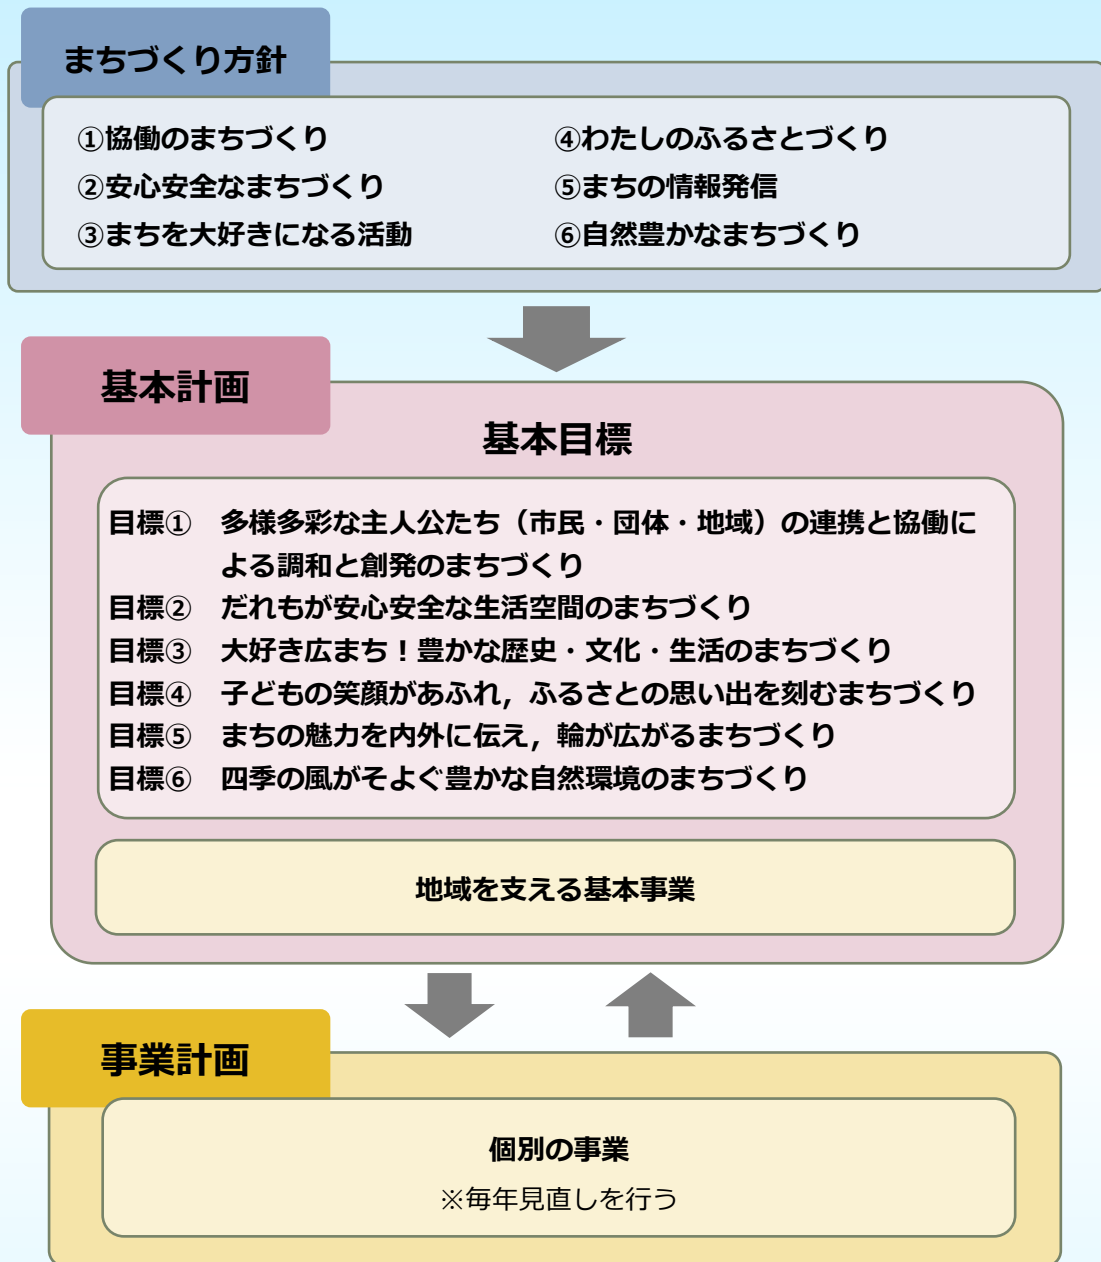 まちづくり方針
①協働のまちづくり
②安心安全なまちづくり
③まちを大好きになる活動
④わたしのふるさとづくり
⑤まちの情報発信
⑥自然豊かなまちづくり
基本計画
基本目標
目標① 多様多彩な主人公たち（市民・団体・地域）の連携と協働に
よる調和と創発のまちづくり
目標② だれもが安心安全な生活空間のまちづくり
目標③ 大好き広まち！豊かな歴史・文化・生活のまちづくり
目標④ 子どもの笑顔があふれ，ふるさとの思い出を刻むまちづくり
目標⑤ まちの魅力を内外に伝え，輪が広がるまちづくり
目標⑥ 四季の風がそよぐ豊かな自然環境のまちづくり
地域を支える基本事業
事業計画
個別の事業
※毎年見直しを行う